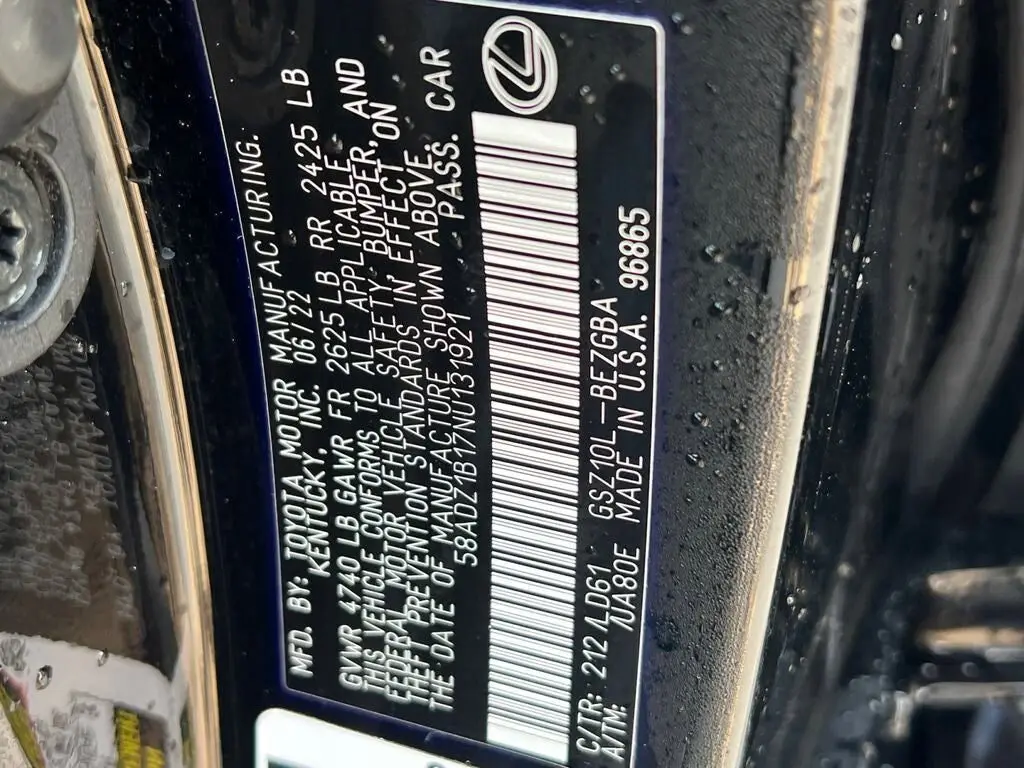 MFD. BY: TOYOTA MOTOR MANUFACTURING.
KENTUCKY, INC. 06/22
GVWR 4740 LB GAWR FR 2625LB RR 2425 LB
THIS VEHICLE CONFORMS TO ALL APPLICABLE
FEDERAL MOTOR VEHICLE SAFETY, BUMPER, AND
THEFT PREVENTION STANDARDS IN EFFECT ON
THE DATE OF MANUFACTURE SHOWN ABOVE.
58ADZ1B17NU131921 PASS. CAR
C/TR: 212 /LD61 GSZ10L-BEZGBA
A/TM: /UA80E MADE IN U.S.A. 96865